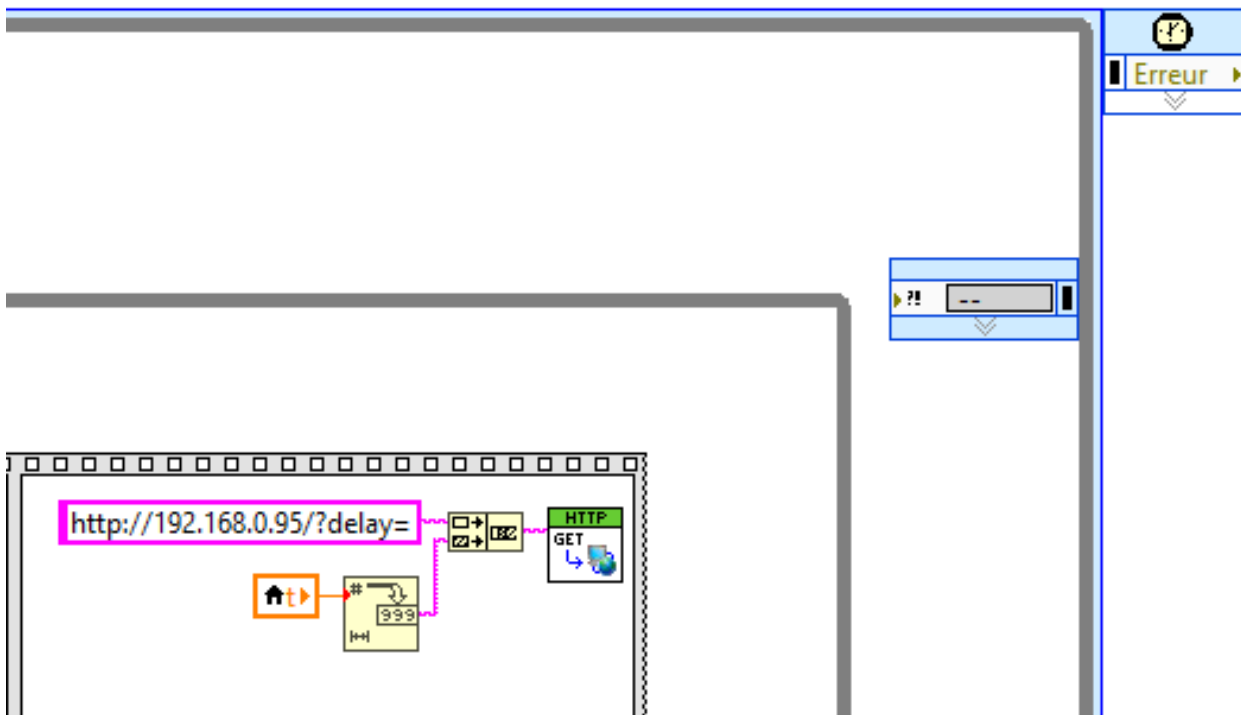 Erreur
?! --
http://192.168.0.95/?delay=
HTTP
GET
t
#
999